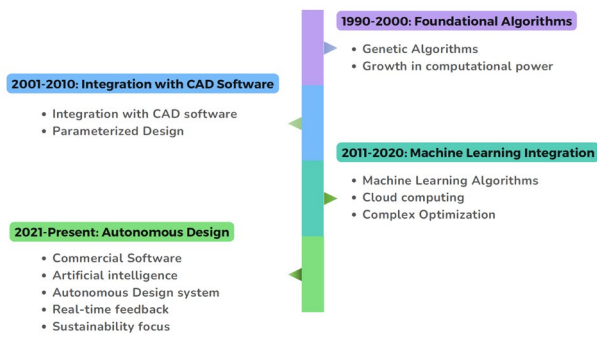 1990-2000: Foundational Algorithms
• Genetic Algorithms
• Growth in computational power
2001-2010: Integration with CAD Software
• Integration with CAD software
• Parameterized Design
2011-2020: Machine Learning Integration
• Machine Learning Algorithms
• Cloud computing
• Complex Optimization
2021-Present: Autonomous Design
• Commercial Software
• Artificial intelligence
• Autonomous Design system
• Real-time feedback
• Sustainability focus